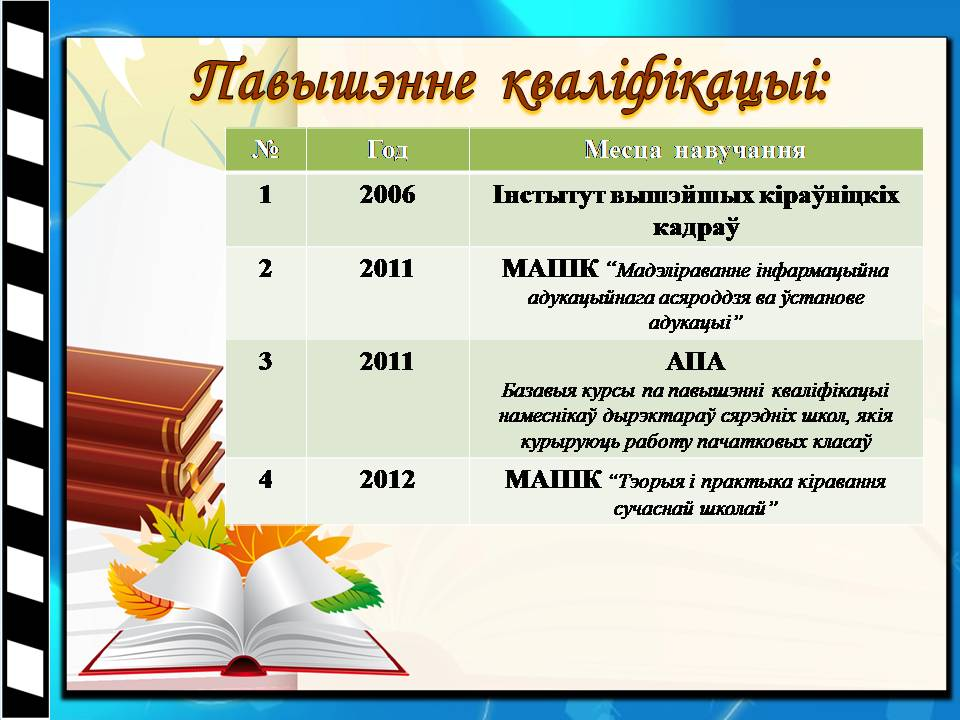 Павышэнне кваліфікацыі:
№ Год Месца навучання
1 2006 Інстытут вышэйшых кіраўніцкіх
кадраў
2 2011 МАПК “Мадэліраванне інфармацыйна
адукацыйнага асяроддзя ва ўстанове
адукацыі”
3 2011 АПА
Базавыя курсы па павышэнні кваліфікацыі
намеснікаў дырэктараў сярэдніх школ, якія
курыруюць работу пачатковых класаў
4 2012 МАПК “Тэорыя і практыка кіравання
сучаснай школай”